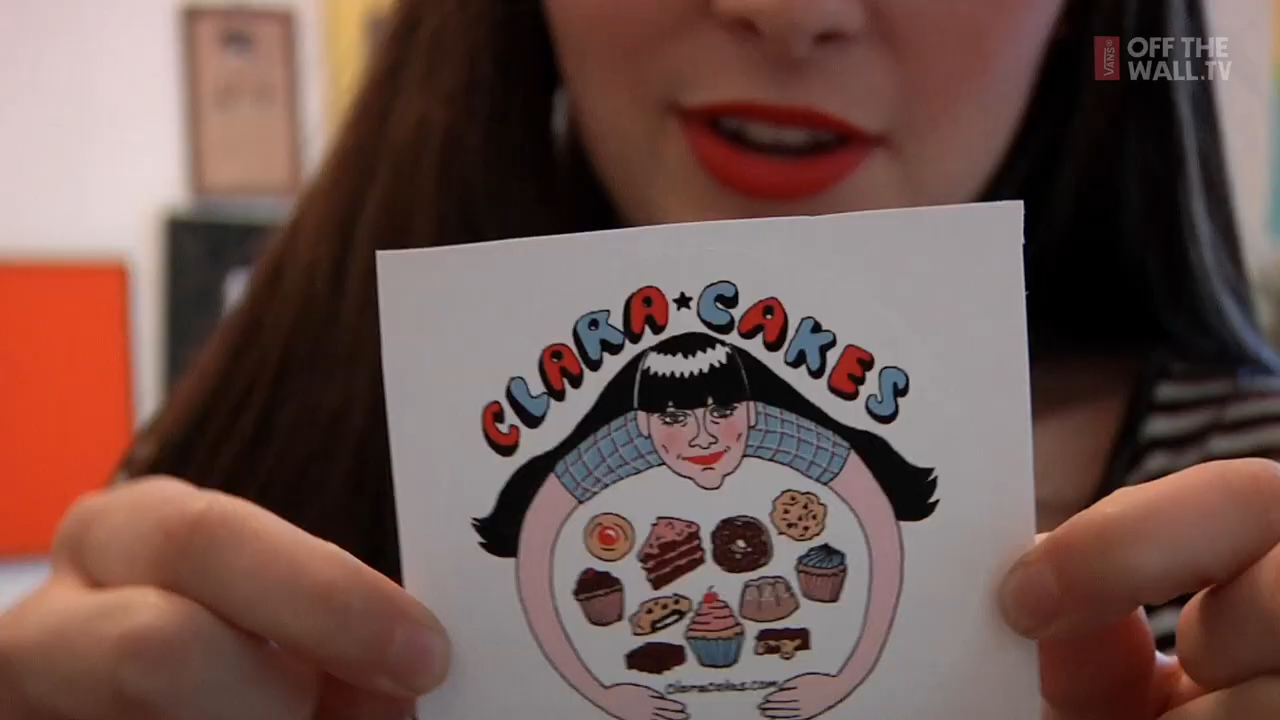 VANS
OFF THE
WALL.TV
CLARA★CAKES
claracakes.com